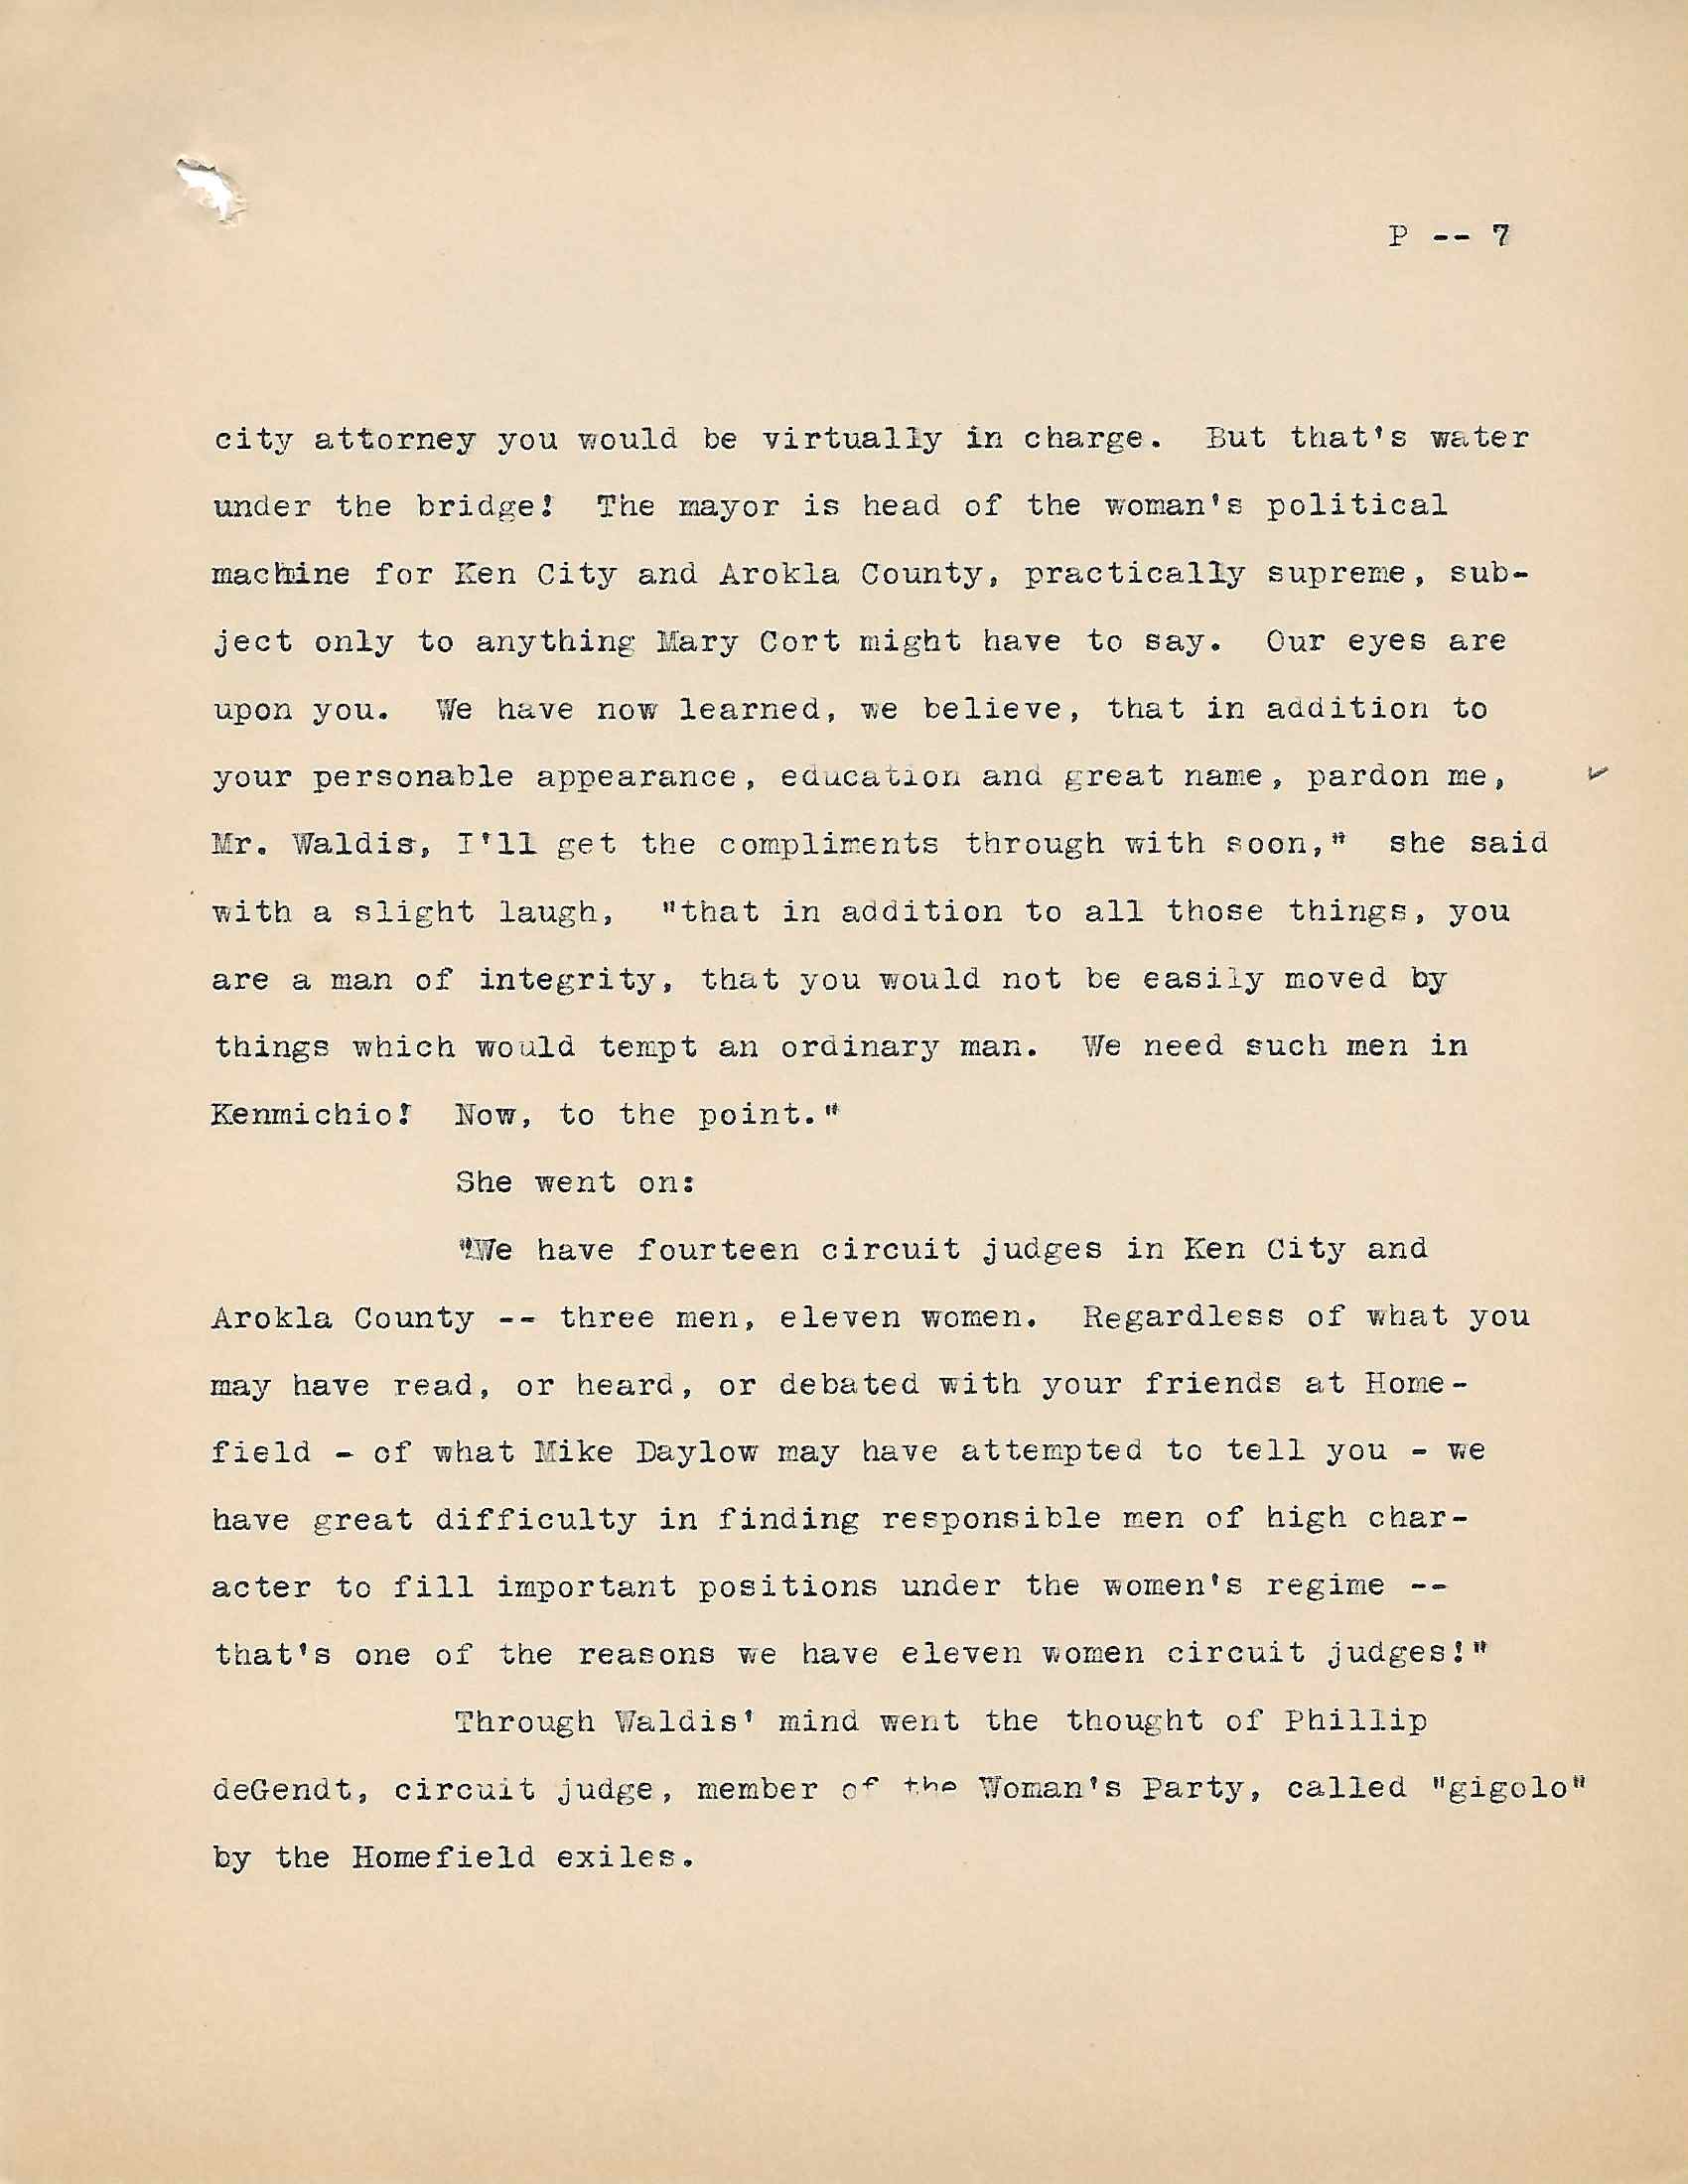 P -- 7
city attorney you would be virtually in charge. But that's water
under the bridge! The mayor is head of the woman's political
machine for Ken City and Arokla County, practically supreme, sub-
ject only to anything Mary Cort might have to say. Our eyes are
upon you. We have now learned, we believe, that in addition to
your personable appearance, education and great name, pardon me,
Mr. Waldis, I'll get the compliments through with soon," she said
with a slight laugh, "that in addition to all those things, you
are a man of integrity, that you would not be easily moved by
things which would tempt an ordinary man. We need such men in
Kenmichio! Now, to the point."
She went on:
"We have fourteen circuit judges in Ken City and
Arokla County -- three men, eleven women. Regardless of what you
may have read, or heard, or debated with your friends at Home-
field - of what Mike Daylow may have attempted to tell you - we
have great difficulty in finding responsible men of high char-
acter to fill important positions under the women's regime --
that's one of the reasons we have eleven women circuit judges!"
Through Waldis' mind went the thought of Phillip
deGendt, circuit judge, member of the Woman's Party, called "gigolo"
by the Homefield exiles.